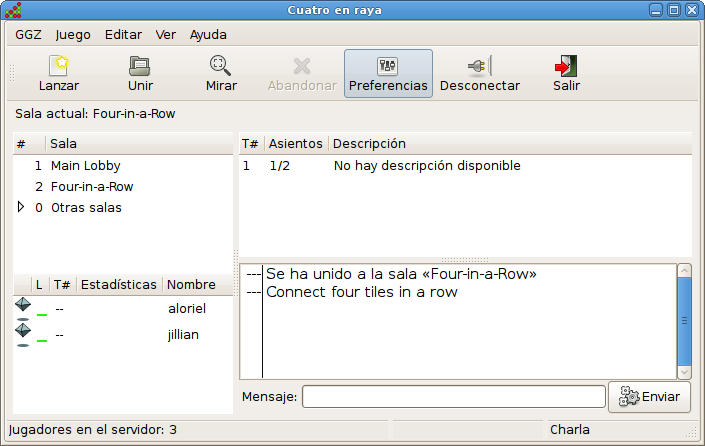 Cuatro en raya
GGZ Juego Editar Ver Ayuda
Lanzar Unir Mirar Abandonar Preferencias Desconectar Salir
Sala actual: Four-in-a-Row
# Sala
1 Main Lobby
2 Four-in-a-Row
0 Otras salas
T# Asientos Descripción
1 1/2 No hay descripción disponible
L T# Estadísticas Nombre
-- aloriel
-- jillian
--- Se ha unido a la sala «Four-in-a-Row»
--- Connect four tiles in a row
Mensaje: Enviar
Jugadores en el servidor: 3 Charla